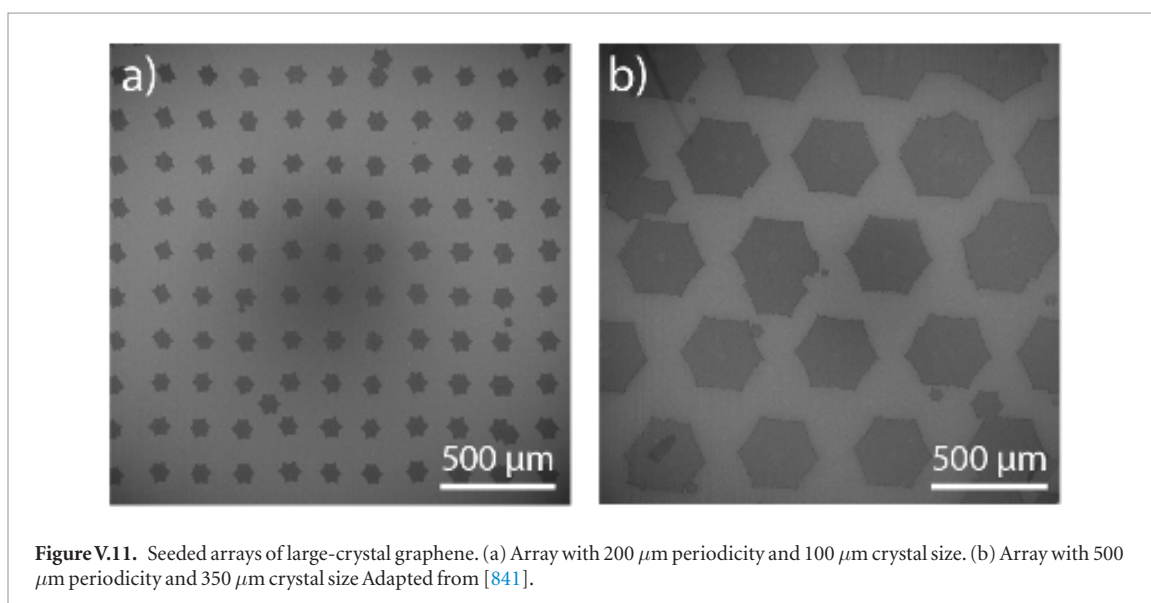 a)
b)
500 µm
500 µm
Figure V.11. Seeded arrays of large-crystal graphene. (a) Array with 200 µm periodicity and 100 µm crystal size. (b) Array with 500
µm periodicity and 350 µm crystal size Adapted from [841].